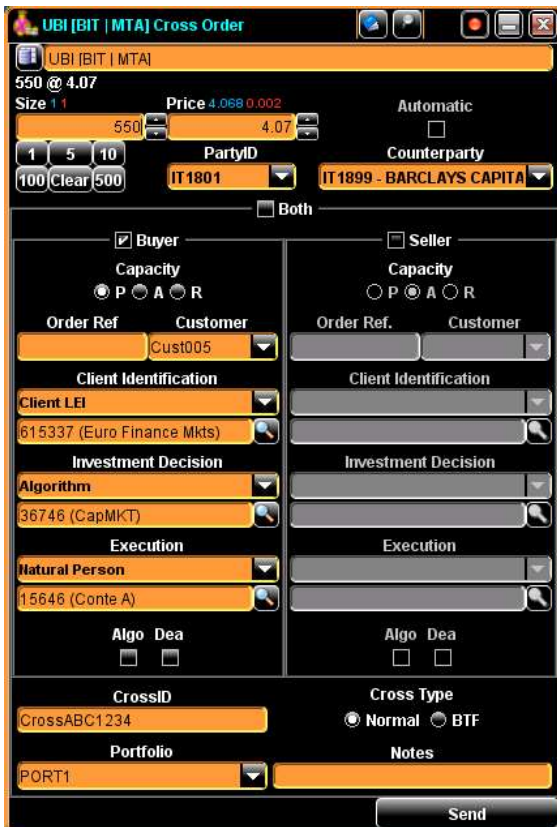 UBI [BIT | MTA] Cross Order
UBI [BIT | MTA]
550 @ 4.07
Size 1 1 Price 4.068 0.002 Automatic
550 4.07
1 5 10 PartyID Counterparty
100 Clear 500 IT1801 IT1899 - BARCLAYS CAPITA
Both
Buyer Seller
Capacity Capacity
P A R P A R
Order Ref Customer Order Ref. Customer
Cust005
Client Identification Client Identification
Client LEI
615337 (Euro Finance Mkts)
Investment Decision Investment Decision
Algorithm
36746 (CapMKT)
Execution Execution
Natural Person
15646 (Conte A)
Algo Dea Algo Dea
CrossID Cross Type
CrossABC1234 Normal BTF
Portfolio Notes
PORT1
Send